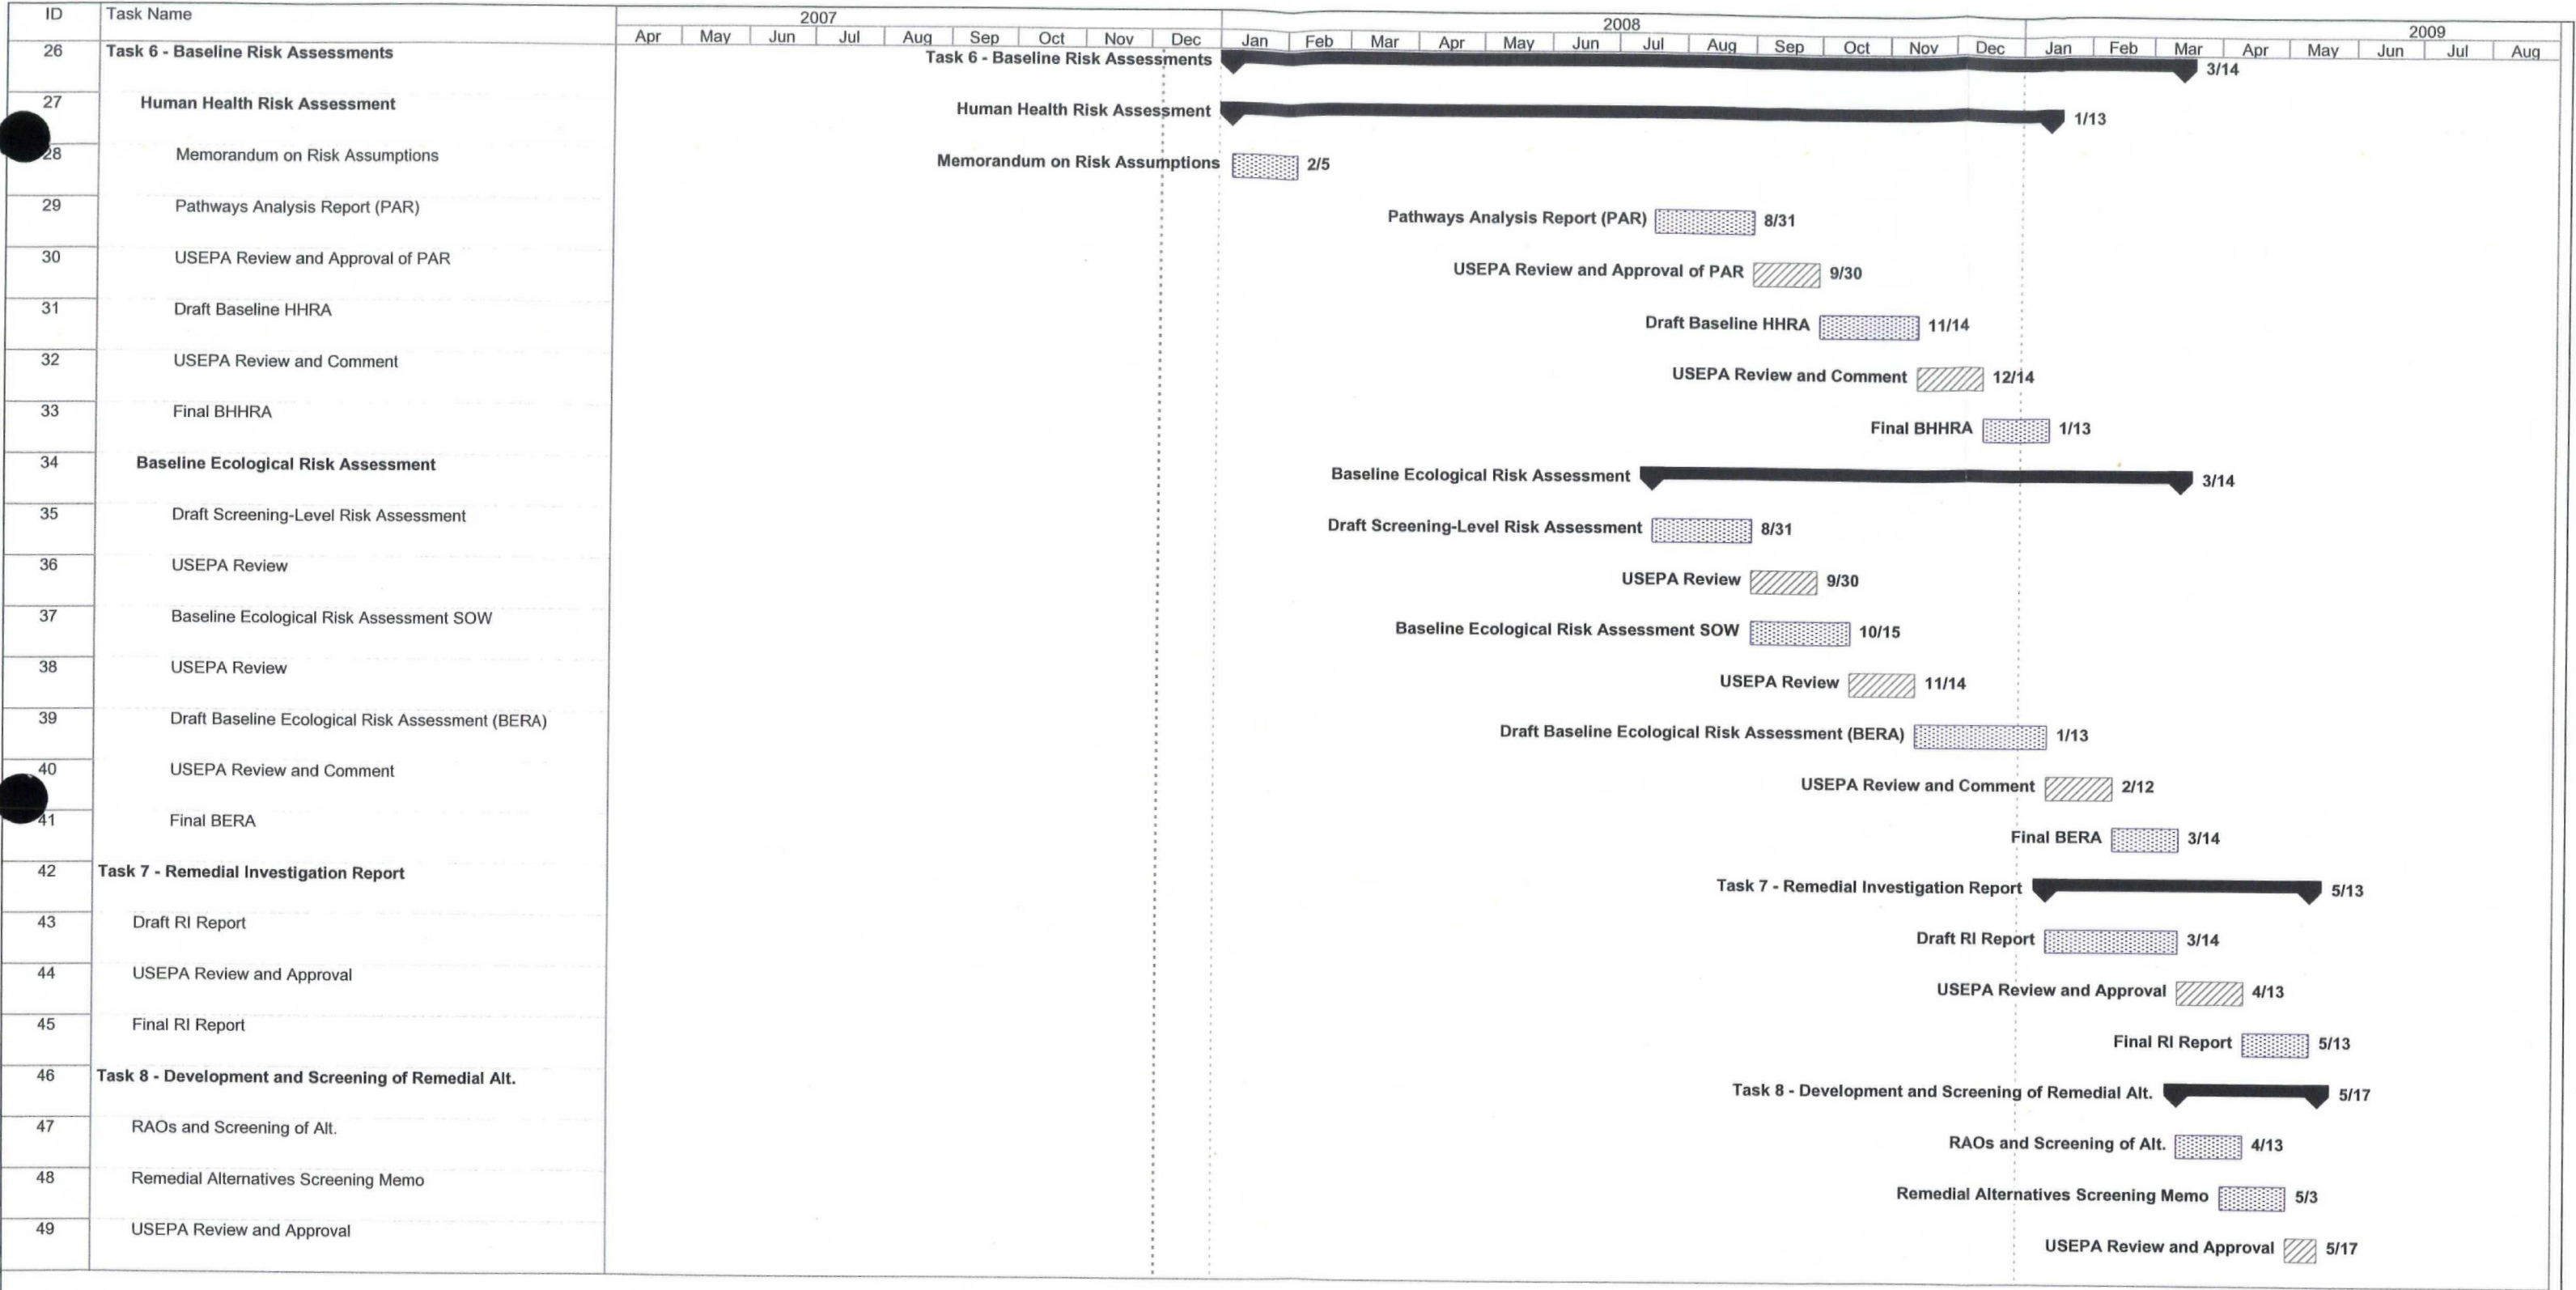 ID Task Name 2007 2008 2009
Apr May Jun Jul Aug Sep Oct Nov Dec Jan Feb Mar Apr May Jun Jul Aug Sep Oct Nov Dec Jan Feb Mar Apr May Jun Jul Aug
26 Task 6 - Baseline Risk Assessments Task 6 - Baseline Risk Assessments 3/14
27 Human Health Risk Assessment Human Health Risk Assessment 1/13
28 Memorandum on Risk Assumptions Memorandum on Risk Assumptions 2/5
29 Pathways Analysis Report (PAR) Pathways Analysis Report (PAR) 8/31
30 USEPA Review and Approval of PAR USEPA Review and Approval of PAR 9/30
31 Draft Baseline HHRA Draft Baseline HHRA 11/14
32 USEPA Review and Comment USEPA Review and Comment 12/14
33 Final BHHRA Final BHHRA 1/13
34 Baseline Ecological Risk Assessment Baseline Ecological Risk Assessment 3/14
35 Draft Screening-Level Risk Assessment Draft Screening-Level Risk Assessment 8/31
36 USEPA Review USEPA Review 9/30
37 Baseline Ecological Risk Assessment SOW Baseline Ecological Risk Assessment SOW 10/15
38 USEPA Review USEPA Review 11/14
39 Draft Baseline Ecological Risk Assessment (BERA) Draft Baseline Ecological Risk Assessment (BERA) 1/13
40 USEPA Review and Comment USEPA Review and Comment 2/12
41 Final BERA Final BERA 3/14
42 Task 7 - Remedial Investigation Report Task 7 - Remedial Investigation Report 5/13
43 Draft RI Report Draft RI Report 3/14
44 USEPA Review and Approval USEPA Review and Approval 4/13
45 Final RI Report Final RI Report 5/13
46 Task 8 - Development and Screening of Remedial Alt. Task 8 - Development and Screening of Remedial Alt. 5/17
47 RAOs and Screening of Alt. RAOs and Screening of Alt. 4/13
48 Remedial Alternatives Screening Memo Remedial Alternatives Screening Memo 5/3
49 USEPA Review and Approval USEPA Review and Approval 5/17